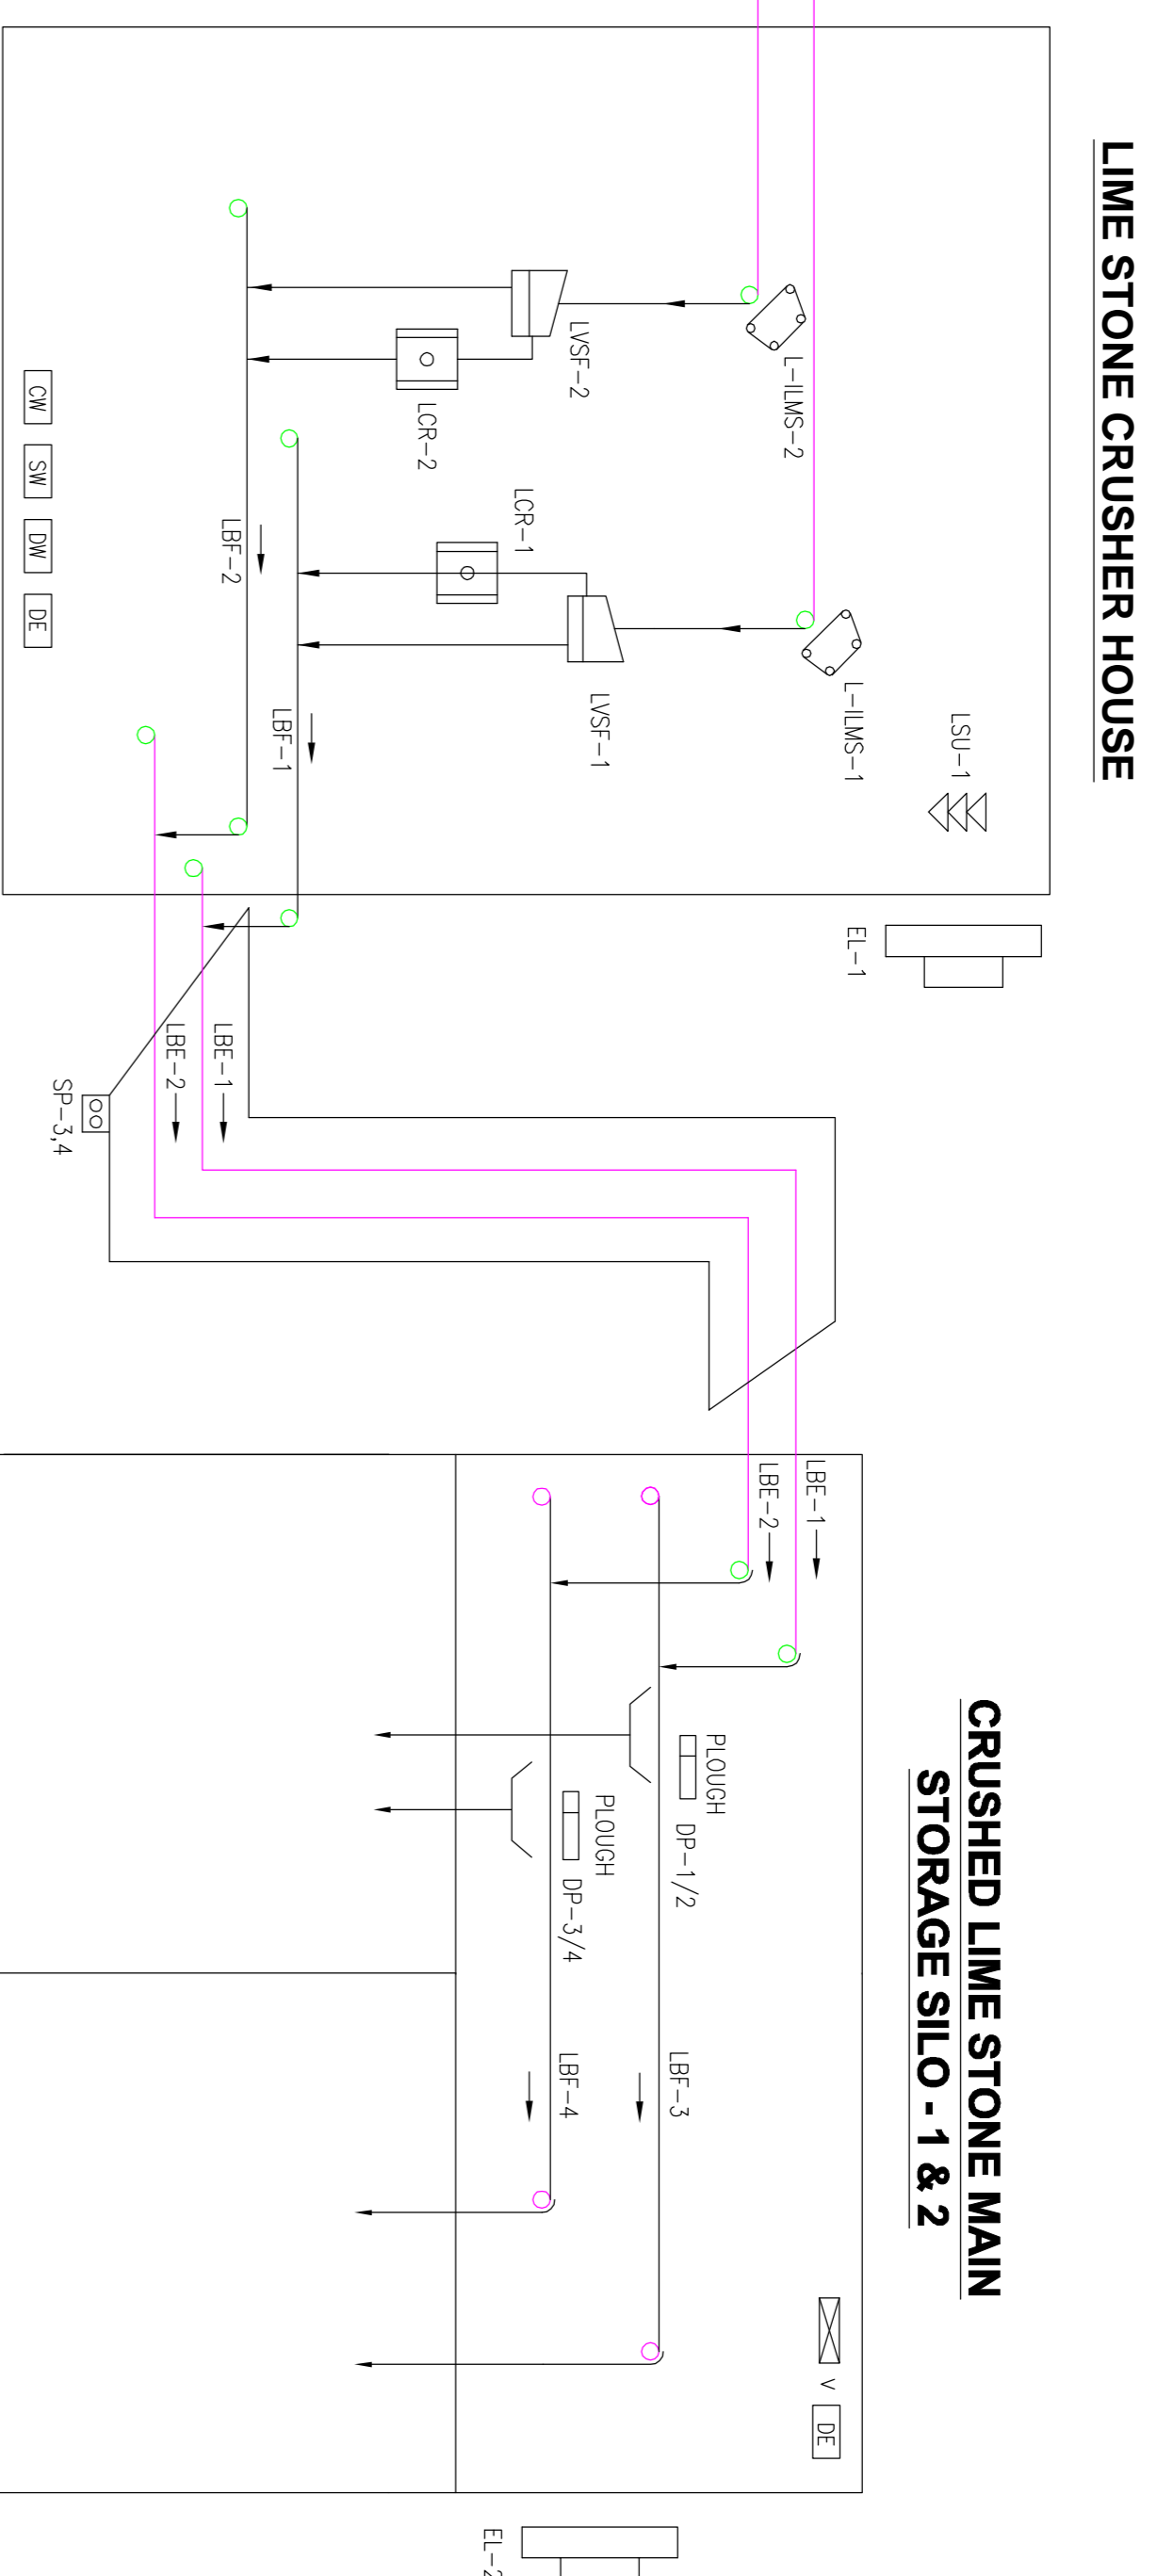 LIME STONE CRUSHER HOUSE
LSU-1
L-ILMS-1
L-ILMS-2
LVSF-2
LVSF-1
LCR-2
LCR-1
LBF-2
LBF-1
CW
SW
DW
DE
EL-1
LBE-1
LBE-2
SP-3,4
CRUSHED LIME STONE MAIN
STORAGE SILO - 1 & 2
LBE-1
LBE-2
PLOUGH
DP-1/2
PLOUGH
DP-3/4
LBF-3
LBF-4
V
DE
EL-2